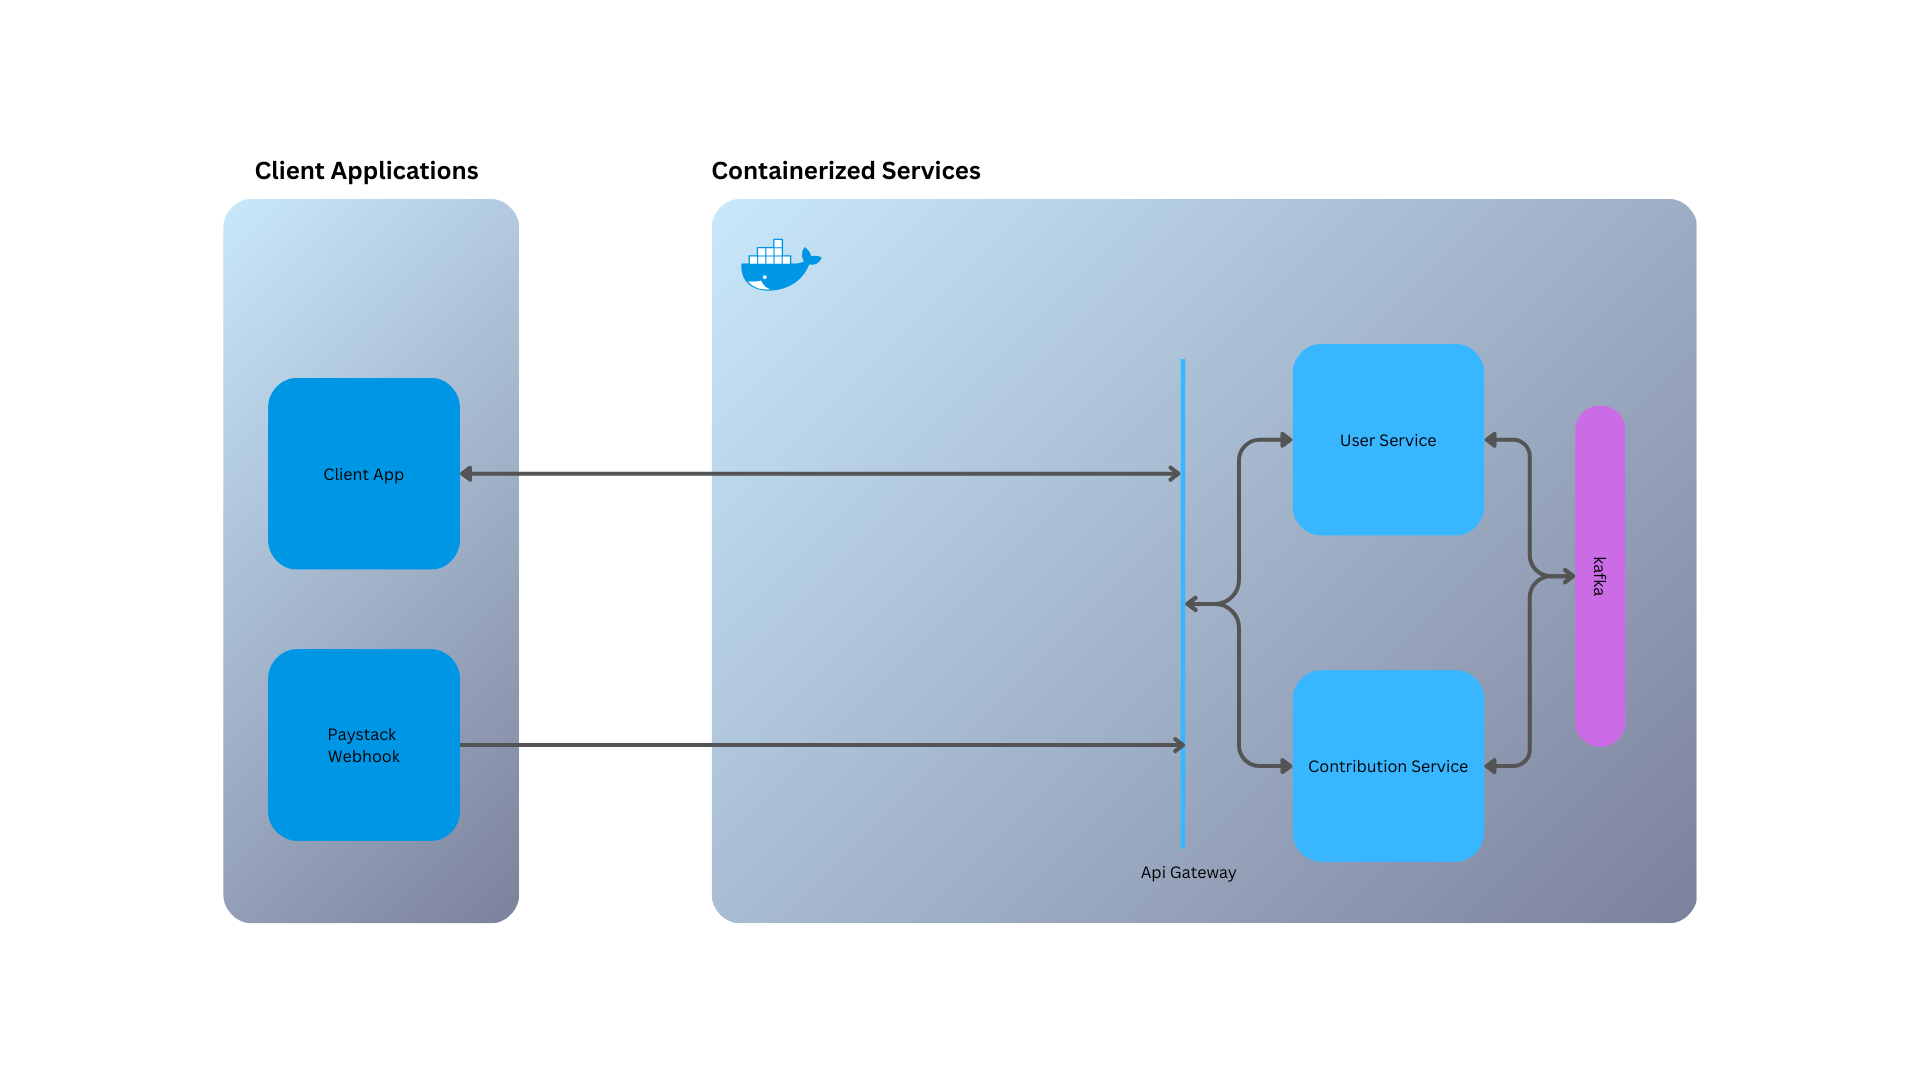 Client Applications
Containerized Services
Client App
User Service
kafka
Paystack
Webhook
Contribution Service
Api Gateway